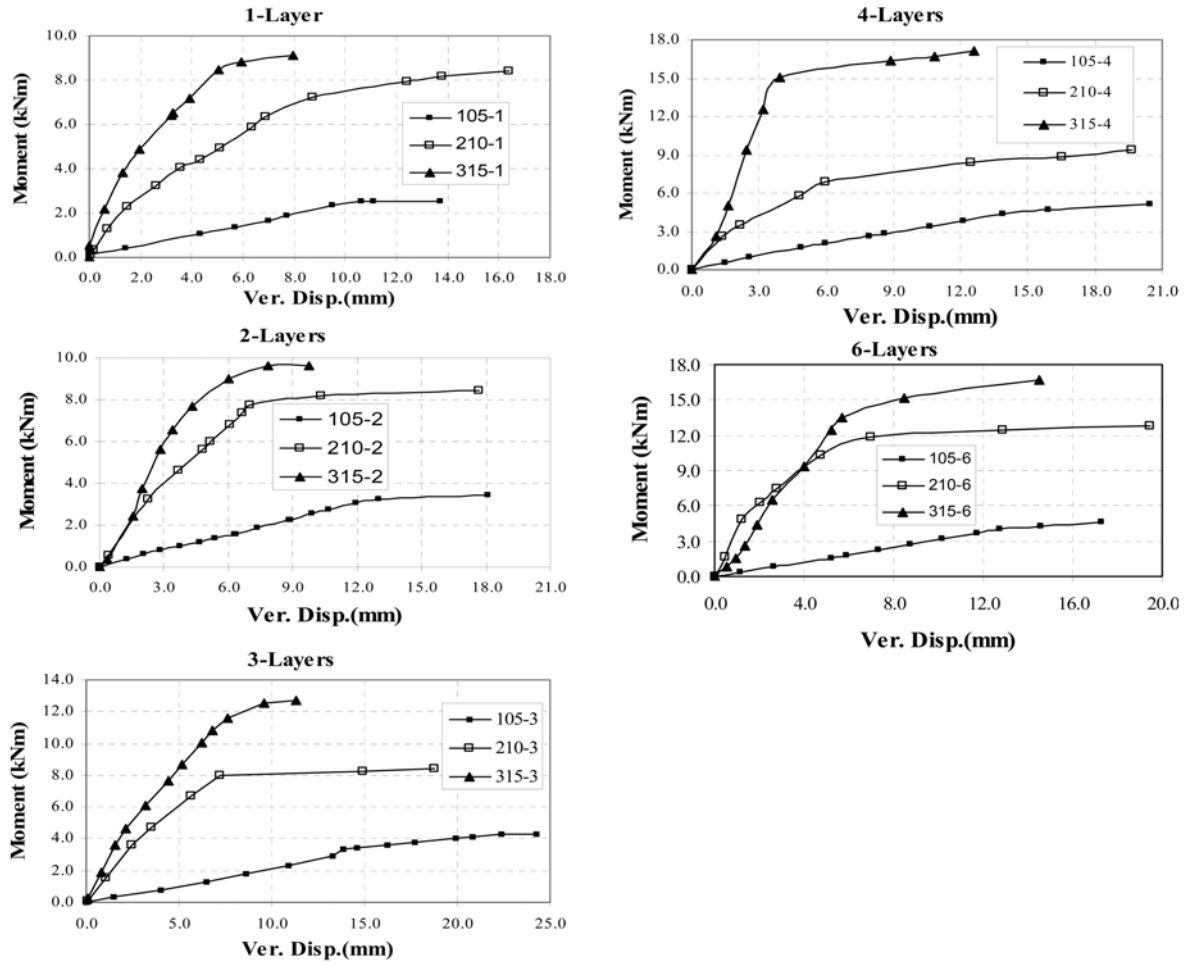 1-Layer
Moment (kNm)
10.0
8.0
6.0
4.0
2.0
0.0
105-1
210-1
315-1
0.0 2.0 4.0 6.0 8.0 10.0 12.0 14.0 16.0 18.0
Ver. Disp.(mm)
2-Layers
Moment (kNm)
10.0
8.0
6.0
4.0
2.0
0.0
105-2
210-2
315-2
0.0 3.0 6.0 9.0 12.0 15.0 18.0 21.0
Ver. Disp.(mm)
3-Layers
Moment (kNm)
14.0
12.0
10.0
8.0
6.0
4.0
2.0
0.0
105-3
210-3
315-3
0.0 5.0 10.0 15.0 20.0 25.0
Ver. Disp.(mm)
4-Layers
Moment (kNm)
18.0
15.0
12.0
9.0
6.0
3.0
0.0
105-4
210-4
315-4
0.0 3.0 6.0 9.0 12.0 15.0 18.0 21.0
Ver. Disp.(mm)
6-Layers
Moment (kNm)
18.0
15.0
12.0
9.0
6.0
3.0
0.0
105-6
210-6
315-6
0.0 4.0 8.0 12.0 16.0 20.0
Ver. Disp.(mm)